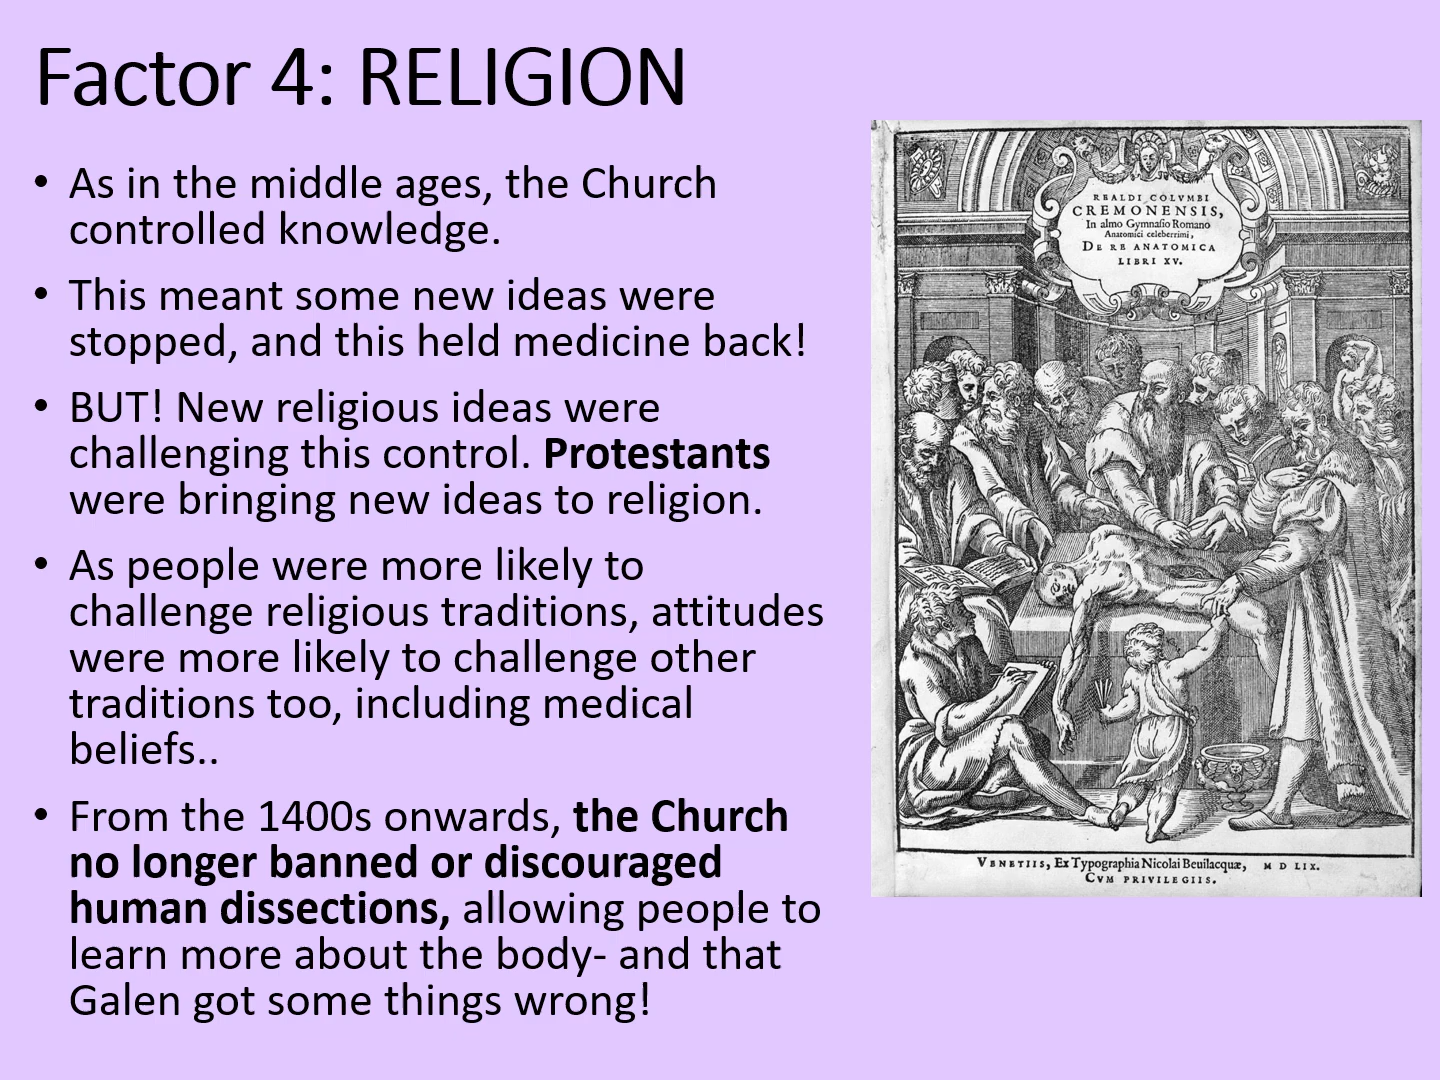 Factor 4: RELIGION
• As in the middle ages, the Church
controlled knowledge.
• This meant some new ideas were
stopped, and this held medicine back!
• BUT! New religious ideas were
challenging this control. Protestants
were bringing new ideas to religion.
• As people were more likely to
challenge religious traditions, attitudes
were more likely to challenge other
traditions too, including medical
beliefs..
• From the 1400s onwards, the Church
no longer banned or discouraged
human dissections, allowing people to
learn more about the body- and that
Galen got some things wrong!
REALDI COLVMBI
CREMONENSIS,
In almo Gymnasio Romano
Anatomici celeberrimi,
DE RE ANATOMICA
LIBRI XV.
VENETIIS, Ex Typographia Nicolai Beuilacquæ, M D LIX.
CVM PRIVILEGIIS.